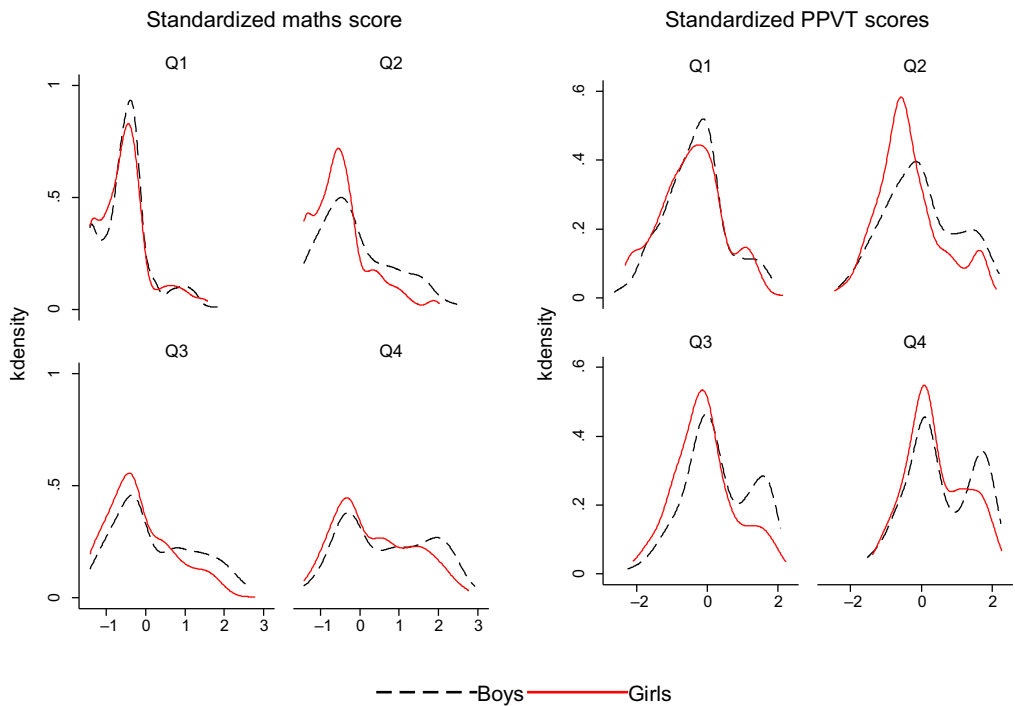 Standardized maths score
Standardized PPVT scores
Q1
Q2
Q1
Q2
1
.5
0
.6
.4
.2
0
kdensity
kdensity
Q3
Q4
Q3
Q4
1
.5
0
.6
.4
.2
0
–1 0 1 2 3
–1 0 1 2 3
–2 0 2
–2 0 2
Boys Girls